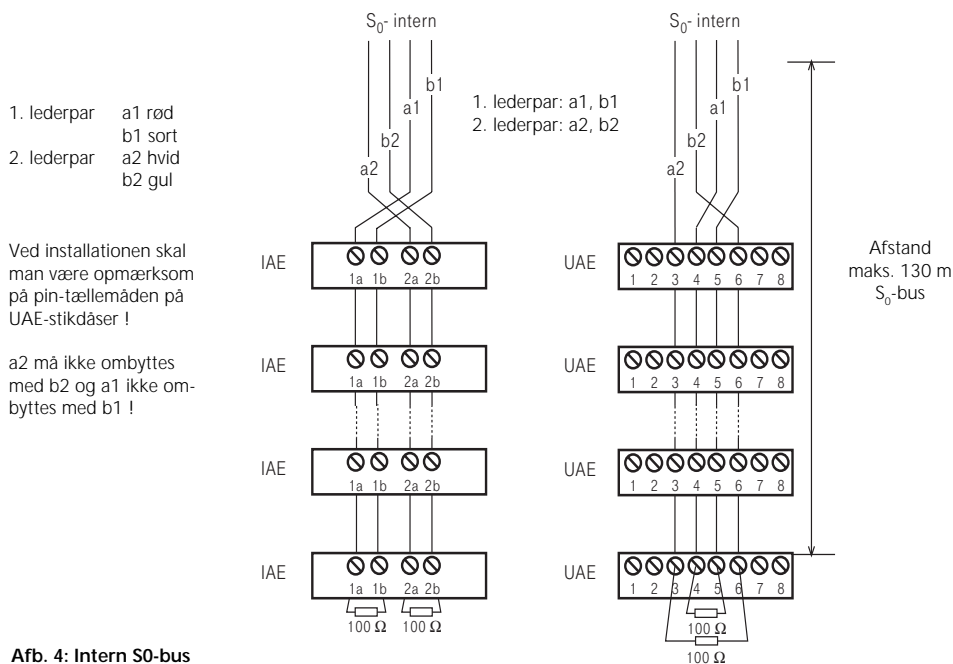 S0- intern
S0- intern
1. lederpar a1 rød
b1 sort
2. lederpar a2 hvid
b2 gul
Ved installationen skal
man være opmærksom
på pin-tællemåden på
UAE-stikdåser !
a2 må ikke ombyttes
med b2 og a1 ikke om-
byttes med b1 !
b1
a1
b2
a2
1. lederpar: a1, b1
2. lederpar: a2, b2
b1
a1
b2
a2
IAE
1a 1b 2a 2b
IAE
1a 1b 2a 2b
IAE
1a 1b 2a 2b
IAE
1a 1b 2a 2b
100 Ω 100 Ω
UAE
1 2 3 4 5 6 7 8
UAE
1 2 3 4 5 6 7 8
UAE
1 2 3 4 5 6 7 8
UAE
1 2 3 4 5 6 7 8
100 Ω
100 Ω
Afstand
maks. 130 m
S0-bus
Afb. 4: Intern S0-bus